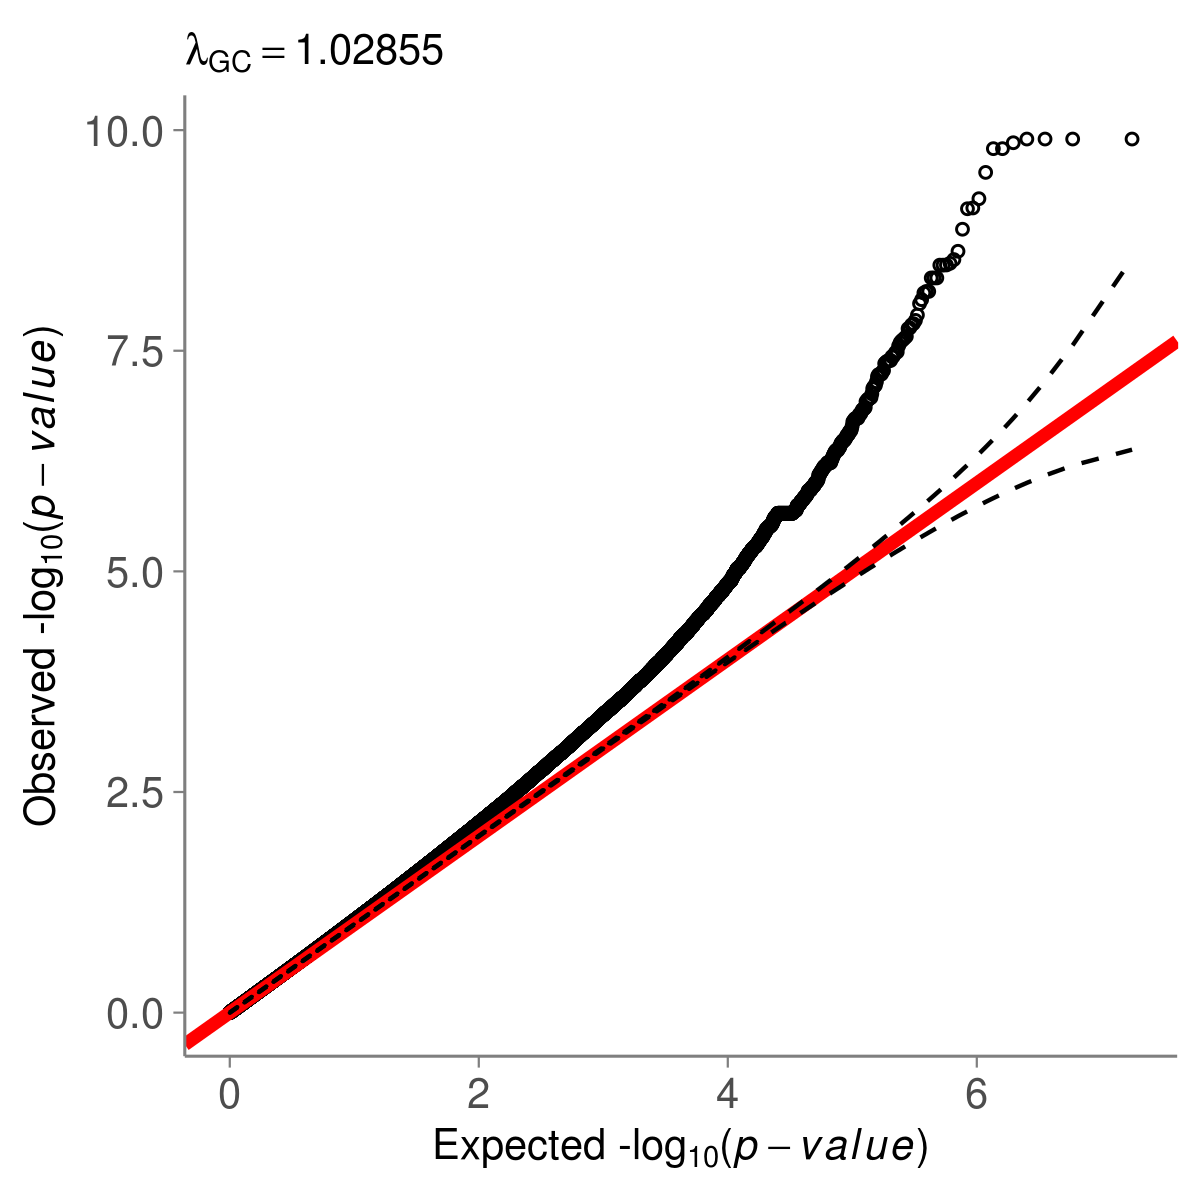 λGC = 1.02855
10.0
7.5
5.0
2.5
0.0
Observed -log10(p − value)
0 2 4 6
Expected -log10(p − value)